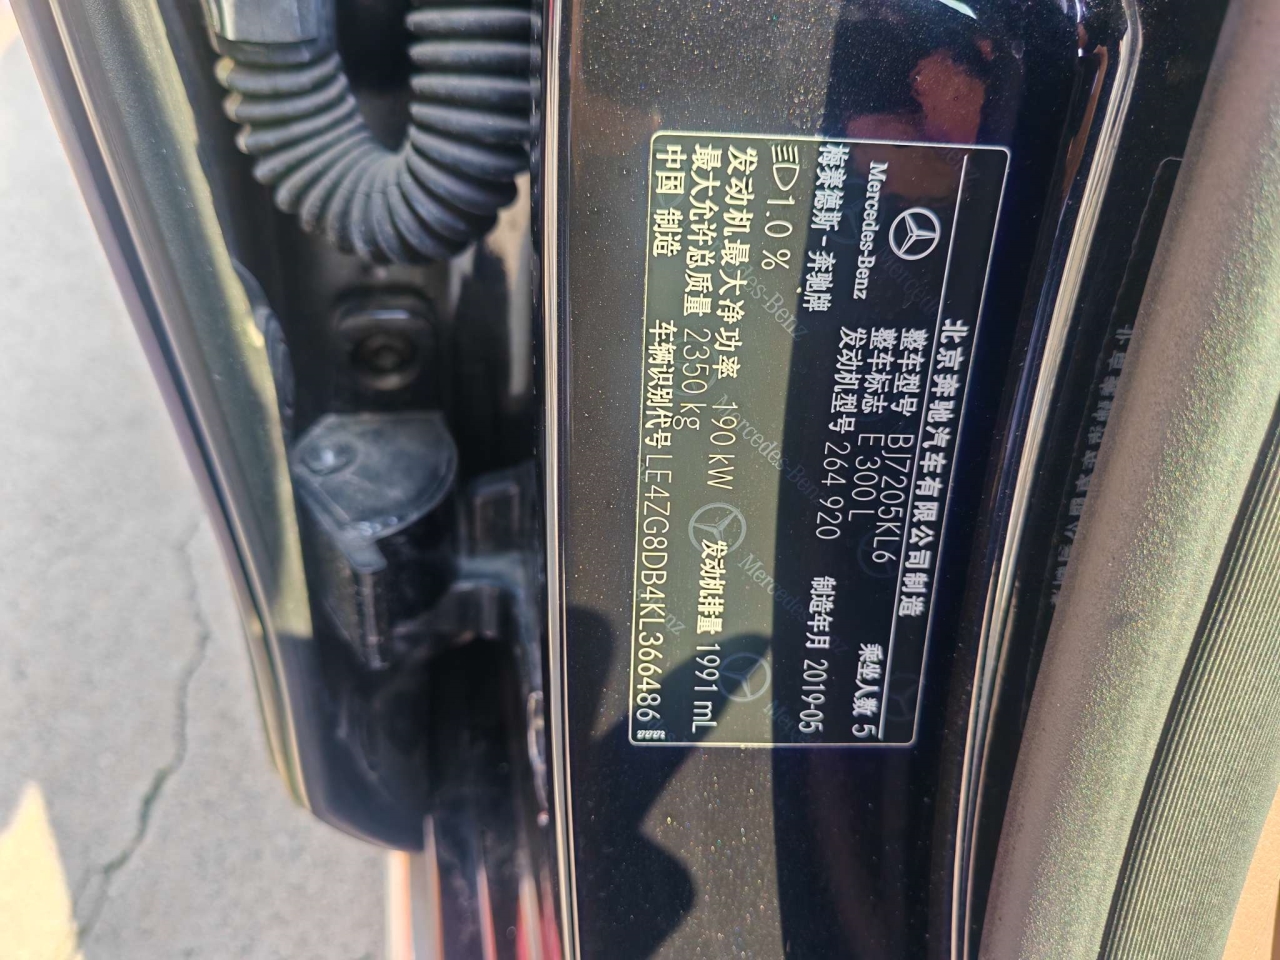 北京奔驰汽车有限公司制造
Mercedes-Benz
梅赛德斯-奔驰牌
整车型号 BJ7205KL6
整车标志 E 300 L
乘坐人数 5
发动机型号 264 920
制造年月 2019-05
1.0 %
发动机最大净功率 190 kW
发动机排量 1991 mL
最大允许总质量 2350 kg
中国 制造
车辆识别代号 LE4ZG8DB4KL366486